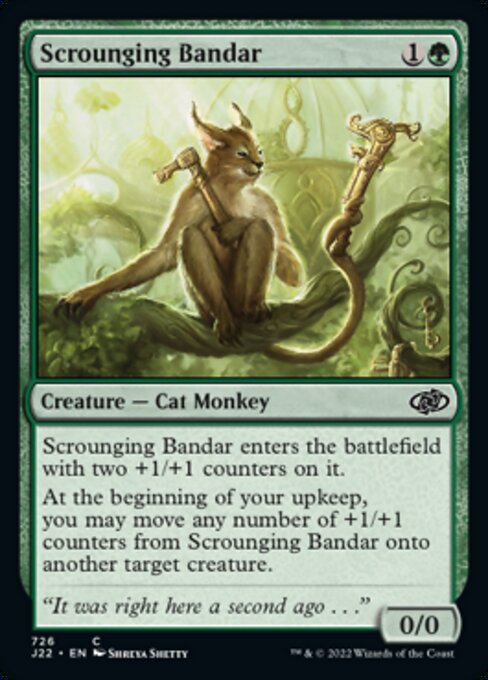 Scrounging Bandar 1
Creature — Cat Monkey
Scrounging Bandar enters the battlefield
with two +1/+1 counters on it.
At the beginning of your upkeep,
you may move any number of +1/+1
counters from Scrounging Bandar onto
another target creature.
"It was right here a second ago . . ."
0/0
726 C
J22 • EN SHREYA SHETTY
™ & © 2022 Wizards of the Coast